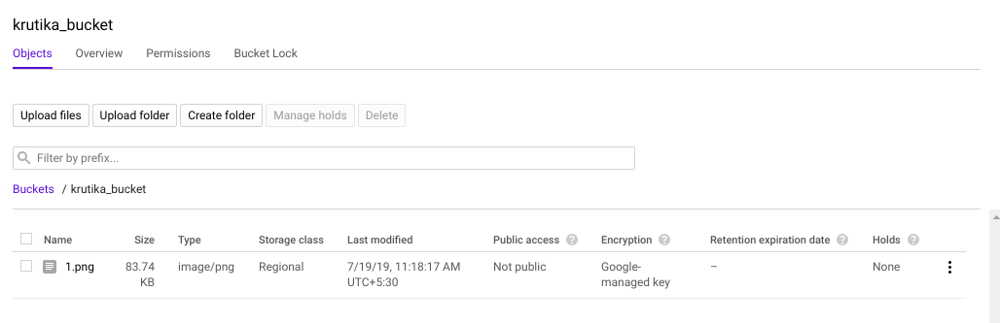 krutika_bucket
Objects Overview Permissions Bucket Lock
Upload files Upload folder Create folder Manage holds Delete
Filter by prefix...
Buckets / krutika_bucket
Name Size Type Storage class Last modified Public access ? Encryption ? Retention expiration date ? Holds ?
1.png 83.74 image/png Regional 7/19/19, 11:18:17 AM Not public Google- – None
KB UTC+5:30 managed key